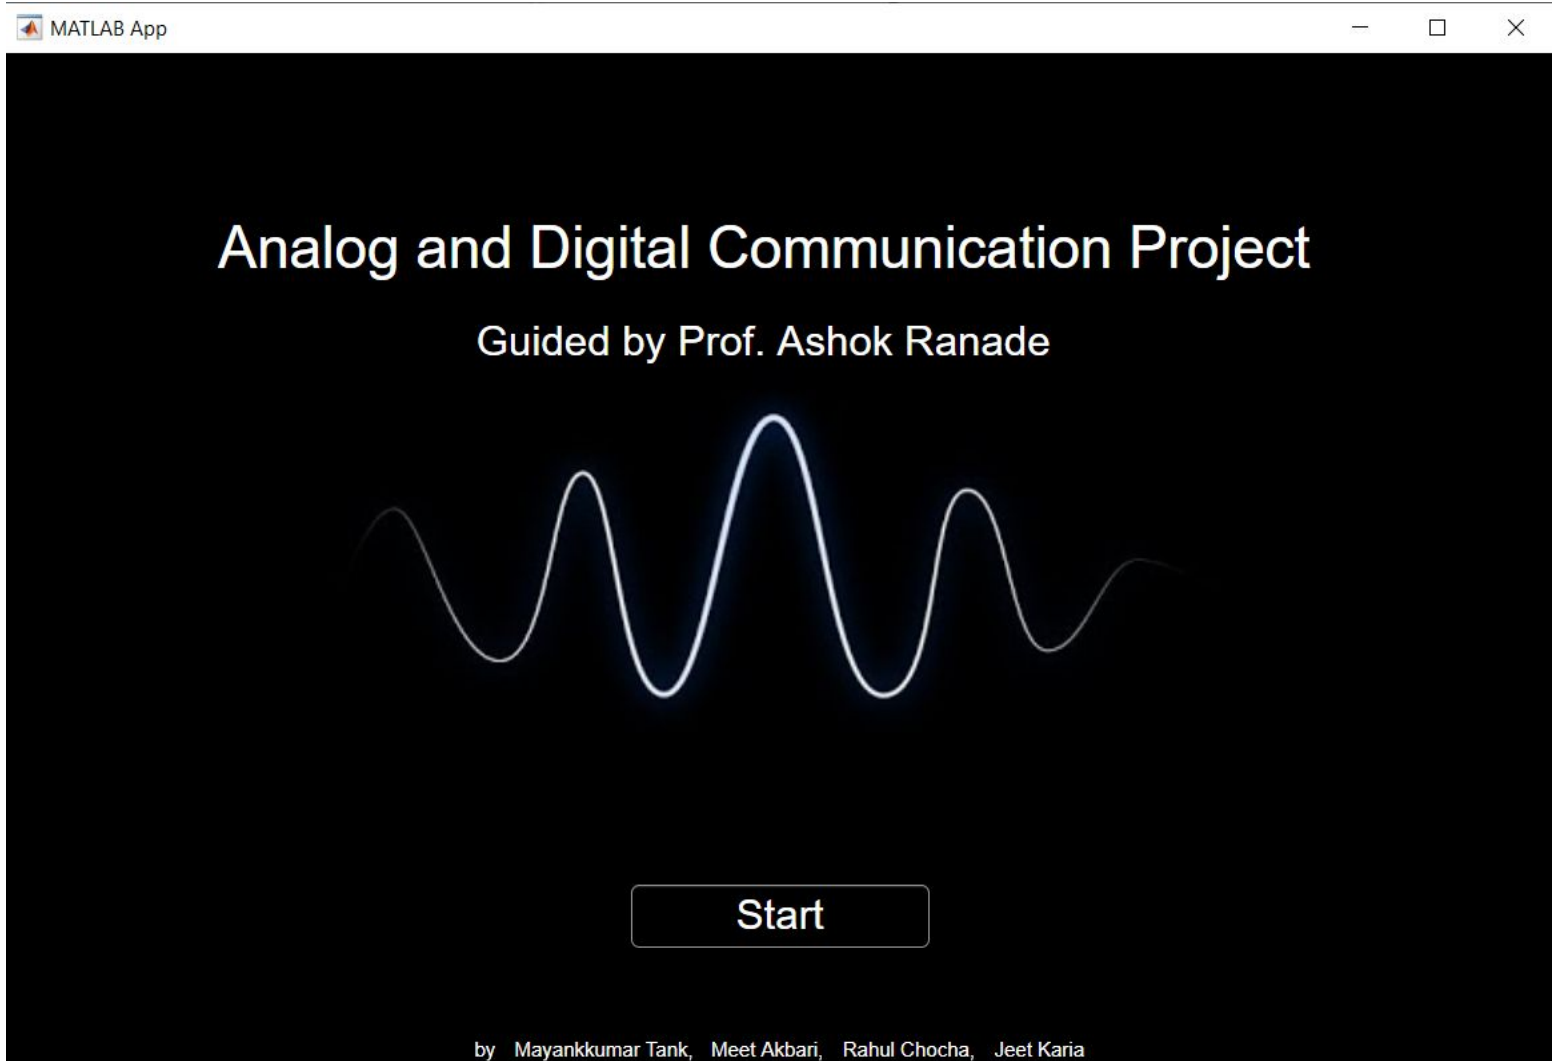 MATLAB App
Analog and Digital Communication Project
Guided by Prof. Ashok Ranade
Start
by Mayankkumar Tank, Meet Akbari, Rahul Chocha, Jeet Karia